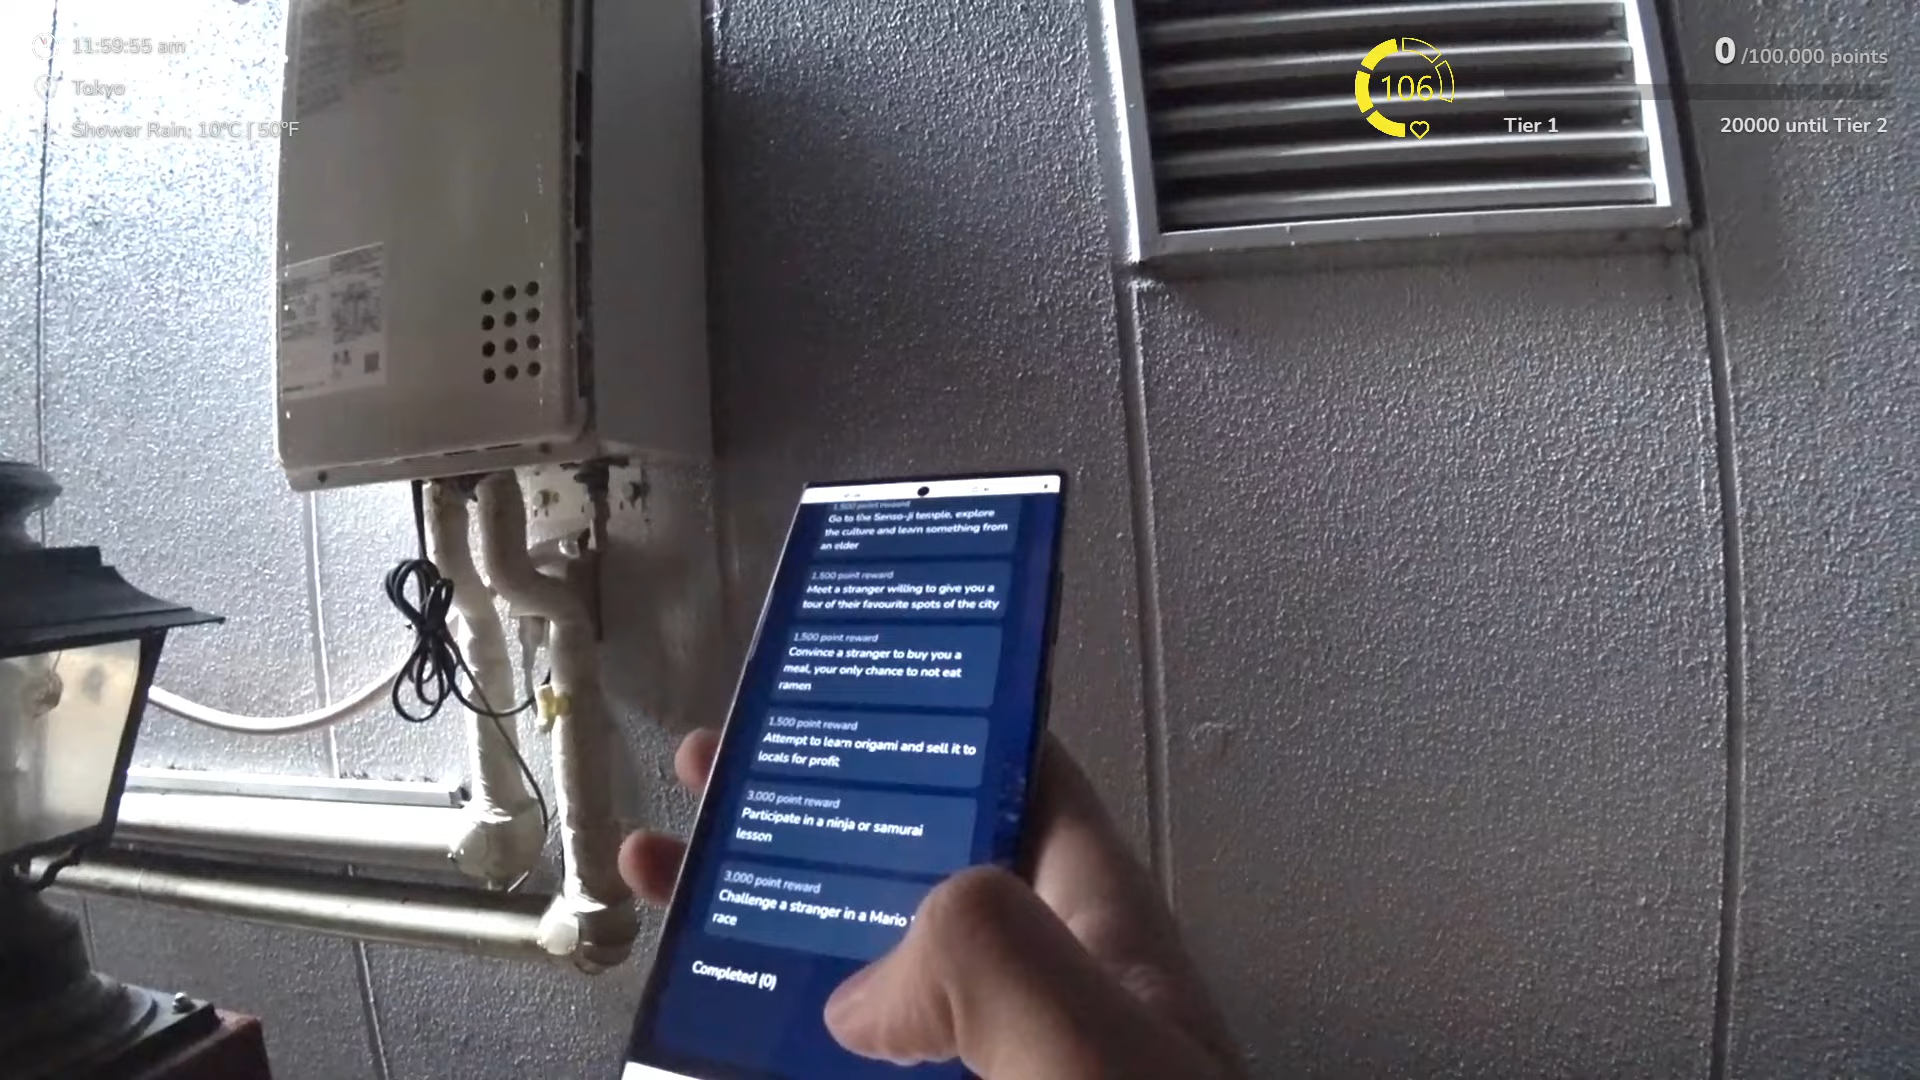 11:59:55 am
Tokyo
Shower Rain: 10°C | 50°F
106
0 /100,000 points
Tier 1
20000 until Tier 2
1,500 point reward
Go to the Senso-ji temple, explore
the culture and learn something from
an elder
1,500 point reward
Meet a stranger willing to give you a
tour of their favourite spots of the city
1,500 point reward
Convince a stranger to buy you a
meal, your only chance to not eat
ramen
1,500 point reward
Attempt to learn origami and sell it to
locals for profit
3,000 point reward
Participate in a ninja or samurai
lesson
3,000 point reward
Challenge a stranger in a Mario
race
Completed (0)